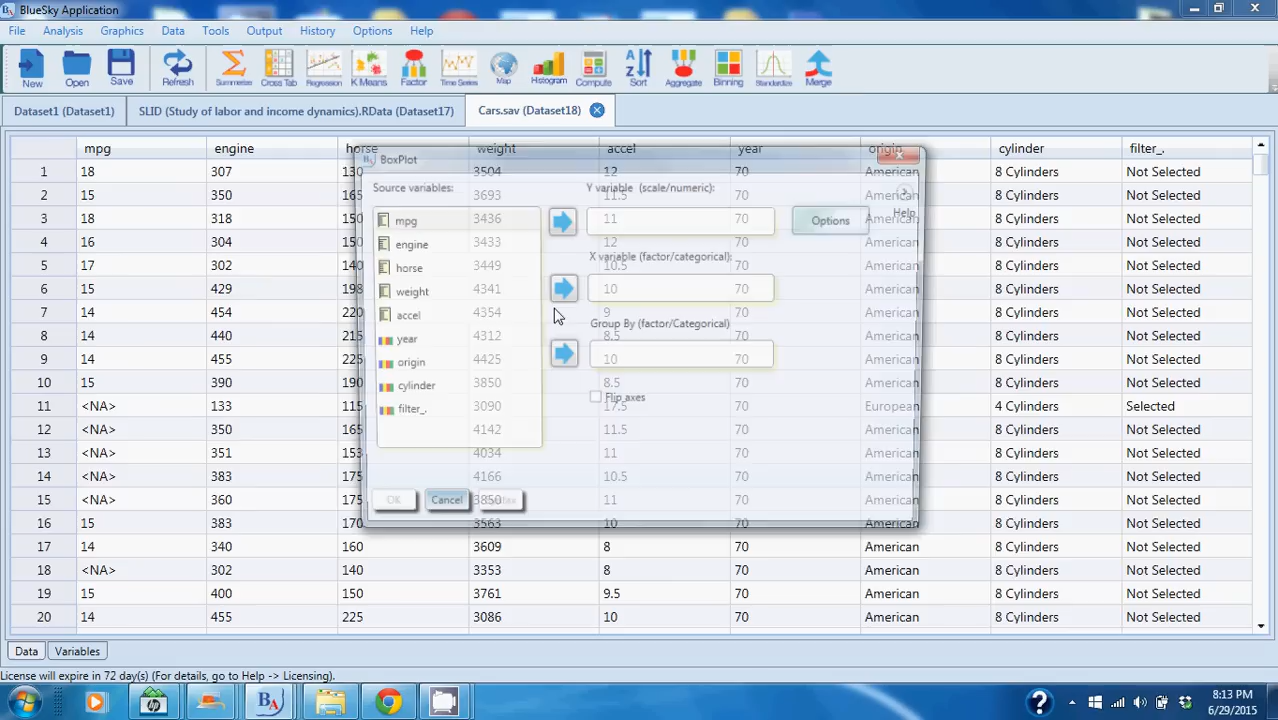 BlueSky Application
File Analysis Graphics Data Tools Output History Options Help
New Open Save Refresh Summarise Cross Tab Regression K Means Factor Time Series Map Histogram Compute Sort Aggregate Binning Standardize Merge
Dataset1 (Dataset1) SLID (Study of labor and income dynamics).RData (Dataset17) Cars.sav (Dataset18)
mpg engine horse weight accel year origin cylinder filter_.
BoxPlot
Source variables: Y variable (scale/numeric):
mpg Options
Help
engine
X variable (factor/categorical):
horse
weight
accel
Group By (factor/Categorical)
year
origin
cylinder
Flip axes
filter_.
OK Cancel
1 18 307 130 3504 12 70 American 8 Cylinders Not Selected
2 15 350 165 3693 11.5 70 American 8 Cylinders Not Selected
3 18 318 150 3436 11 70 American 8 Cylinders Not Selected
4 16 304 150 3433 12 70 American 8 Cylinders Not Selected
5 17 302 140 3449 10.5 70 American 8 Cylinders Not Selected
6 15 429 198 4341 10 70 American 8 Cylinders Not Selected
7 14 454 220 4354 9 70 American 8 Cylinders Not Selected
8 14 440 215 4312 8.5 70 American 8 Cylinders Not Selected
9 14 455 225 4425 10 70 American 8 Cylinders Not Selected
10 15 390 190 3850 8.5 70 American 8 Cylinders Not Selected
11 <NA> 133 115 3090 17.5 70 European 4 Cylinders Selected
12 <NA> 350 165 4142 11.5 70 American 8 Cylinders Not Selected
13 <NA> 351 153 4034 11 70 American 8 Cylinders Not Selected
14 <NA> 383 175 4166 10.5 70 American 8 Cylinders Not Selected
15 <NA> 360 175 3850 11 70 American 8 Cylinders Not Selected
16 15 383 170 3563 10 70 American 8 Cylinders Not Selected
17 14 340 160 3609 8 70 American 8 Cylinders Not Selected
18 <NA> 302 140 3353 8 70 American 8 Cylinders Not Selected
19 15 400 150 3761 9.5 70 American 8 Cylinders Not Selected
20 14 455 225 3086 10 70 American 8 Cylinders Not Selected
Data Variables
License will expire in 72 day(s) (For details, go to Help -> Licensing).
8:13 PM
6/29/2015